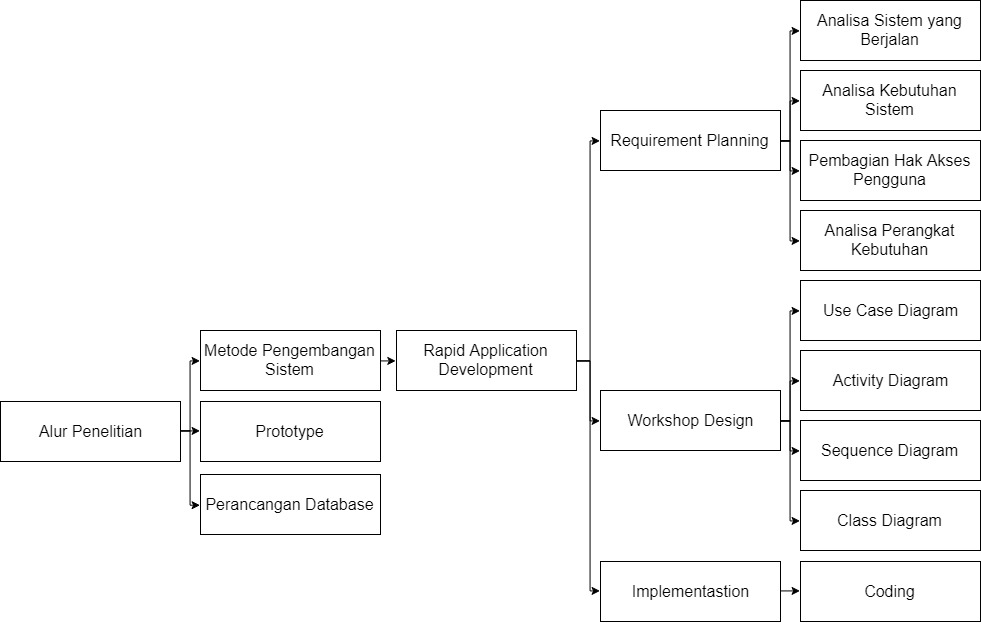 Alur Penelitian
Metode Pengembangan
Sistem
Prototype
Perancangan Database
Rapid Application
Development
Requirement Planning
Analisa Sistem yang
Berjalan
Analisa Kebutuhan
Sistem
Pembagian Hak Akses
Pengguna
Analisa Perangkat
Kebutuhan
Workshop Design
Use Case Diagram
Activity Diagram
Sequence Diagram
Class Diagram
Implementastion
Coding